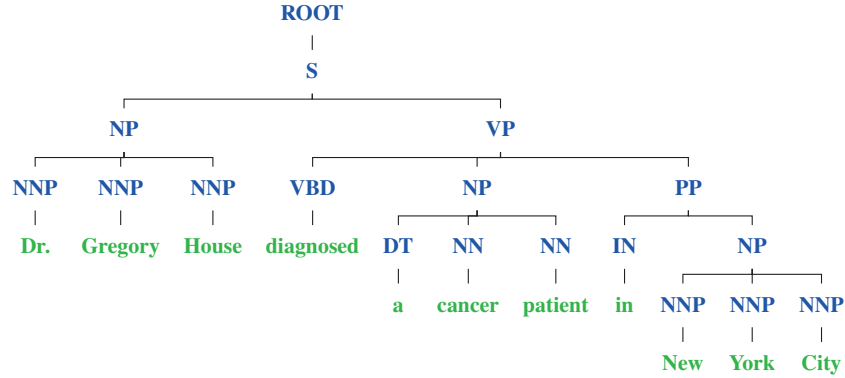 ROOT
S
NP VP
NNP NNP NNP VBD NP PP
Dr. Gregory House diagnosed DT NN NN IN NP
a cancer patient in NNP NNP NNP
New York City